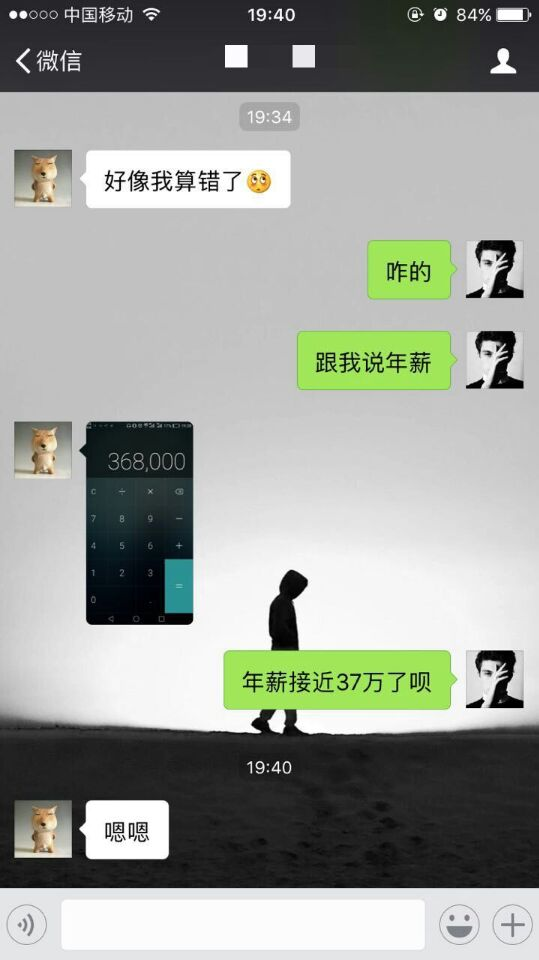 中国移动 19:40 84%
微信
19:34
好像我算错了
咋的
跟我说年薪
368,000
C ÷ ×
7 8 9 −
4 5 6 +
1 2 3 =
0 .
年薪接近37万了呗
19:40
嗯嗯